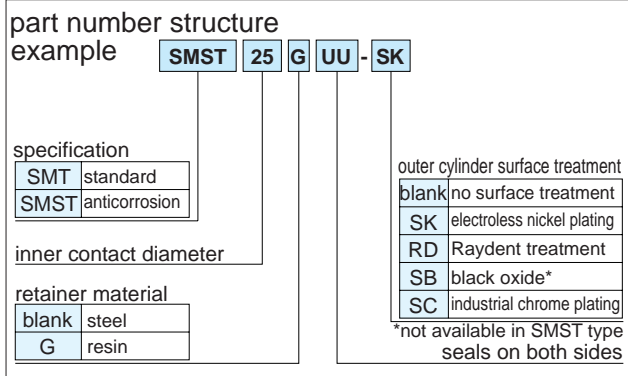 part number structure
example SMST 25 G UU - SK
specification
SMT standard
SMST anticorrosion
inner contact diameter
retainer material
blank steel
G resin
outer cylinder surface treatment
blank no surface treatment
SK electroless nickel plating
RD Raydent treatment
SB black oxide*
SC industrial chrome plating
*not available in SMST type
seals on both sides